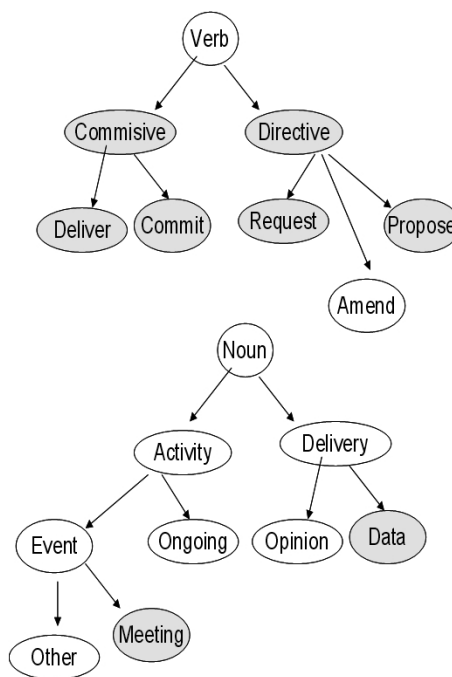 Verb
Commisive
Directive
Deliver
Commit
Request
Propose
Amend
Noun
Activity
Delivery
Event
Ongoing
Opinion
Data
Other
Meeting